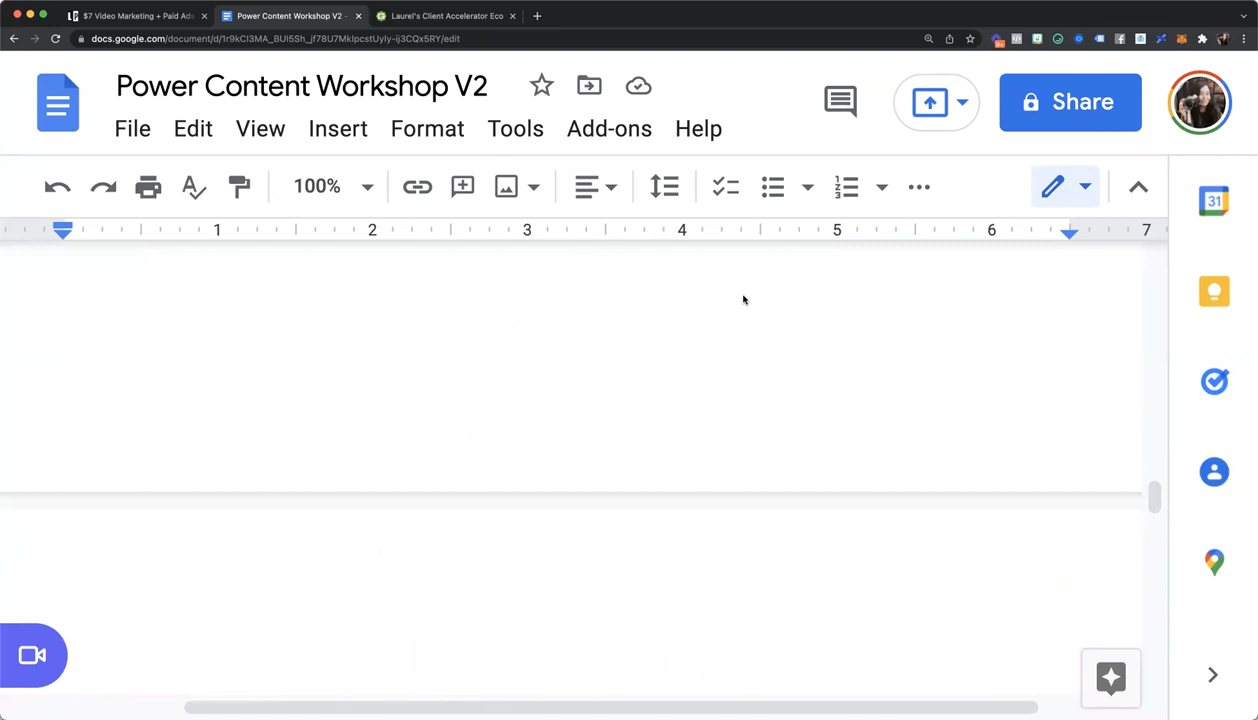 $7 Video Marketing + Paid Ads
Power Content Workshop V2 -
Laurel's Client Accelerator Eco
docs.google.com/document/d/1r9kCI3MA_BUI5Sh_jf78U7MklpcstUyIy-ij3CQx5RY/edit
Power Content Workshop V2
Share
File Edit View Insert Format Tools Add-ons Help
100%
1 2 3 4 5 6 7
31